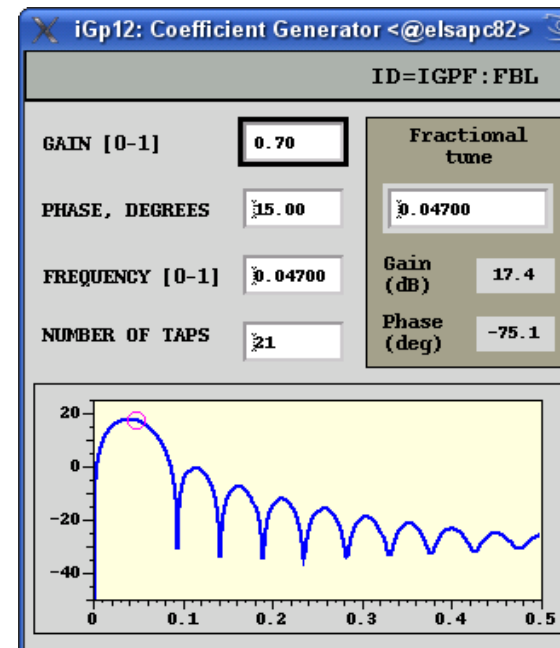 iGp12: Coefficient Generator <@elsapc82>
ID=IGPF:FBL
GAIN [0-1]
0.70
PHASE, DEGREES
15.00
FREQUENCY [0-1]
0.04700
NUMBER OF TAPS
21
Fractional
tune
0.04700
Gain
(dB)
17.4
Phase
(deg)
-75.1
20
0
-20
-40
0
0.1
0.2
0.3
0.4
0.5